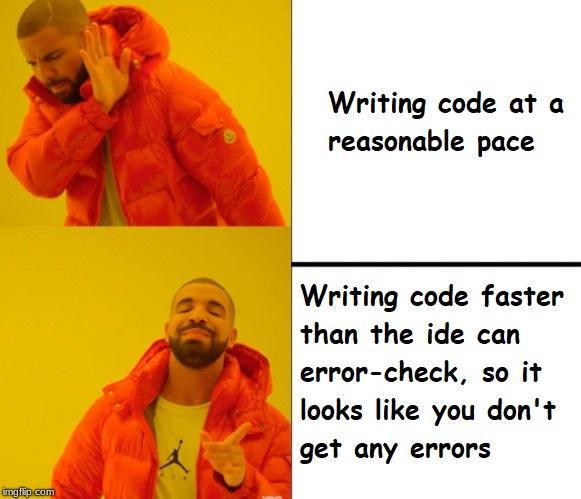 Writing code at a
reasonable pace
Writing code faster
than the ide can
error-check, so it
looks like you don't
get any errors
imgflip.com